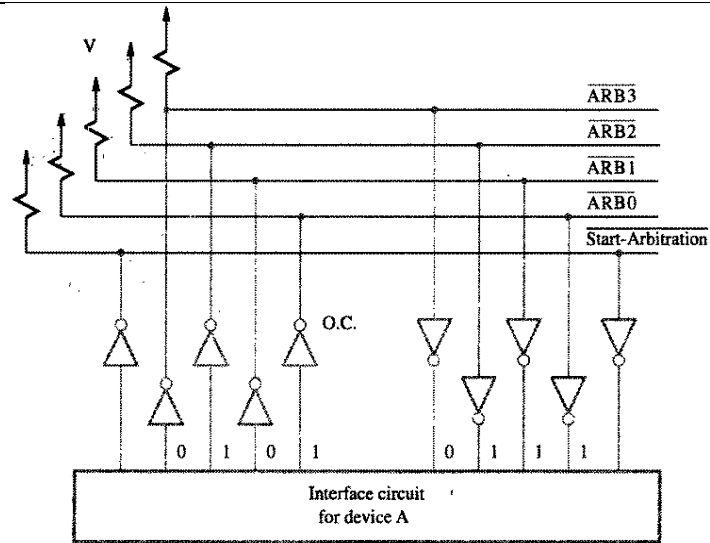 V
ARB3
ARB2
ARB1
ARB0
Start-Arbitration
O.C.
0 1 0 1 0 1 1 1
Interface circuit
for device A